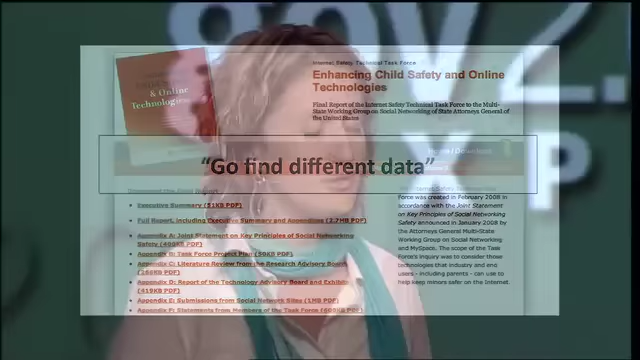 gov 2.
& Online
Technologies
Internet Safety Technical Task Force
Enhancing Child Safety and Online
Technologies
Final Report of the Internet Safety Technical Task Force to the Multi-
State Working Group on Social Networking of State Attorneys General of
the United States
"Go find different data"
Executive Summary (51KB PDF)
Full Report, including Executive Summary and Appendices (2.7MB PDF)
Appendix A: Joint Statement on Key Principles of Social Networking
Safety (400KB PDF)
Appendix B: Task Force Project Plan (50KB PDF)
Appendix C: Literature Review from the Research Advisory Board
Appendix D: Report of the Technology Advisory Board and Exhibits
(419KB PDF)
Appendix E: Submissions from Social Network Sites (1MB PDF)
Appendix F: Statements from Members of the Task Force
Force was created in February 2008 in
accordance with the Joint Statement
on Key Principles of Social Networking
Safety announced in January 2008 by
the Attorneys General Multi-State
Working Group on Social Networking
and MySpace. The scope of the Task
Force's inquiry was to consider those
technologies that industry and end
users - including parents - can use to
help keep minors safer on the Internet.